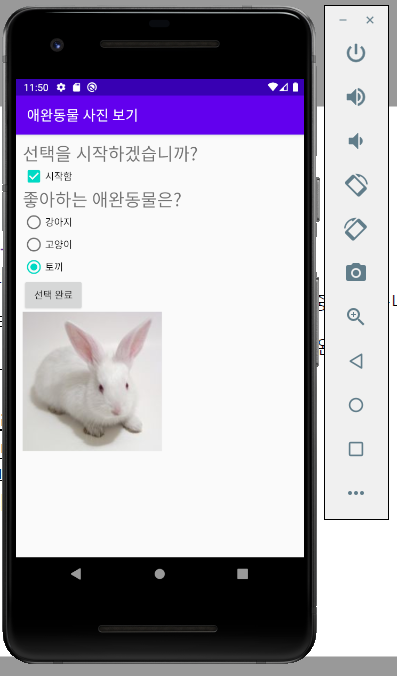 11:50
애완동물 사진 보기
선택을 시작하겠습니까?
시작함
좋아하는 애완동물은?
강아지
고양이
토끼
선택 완료